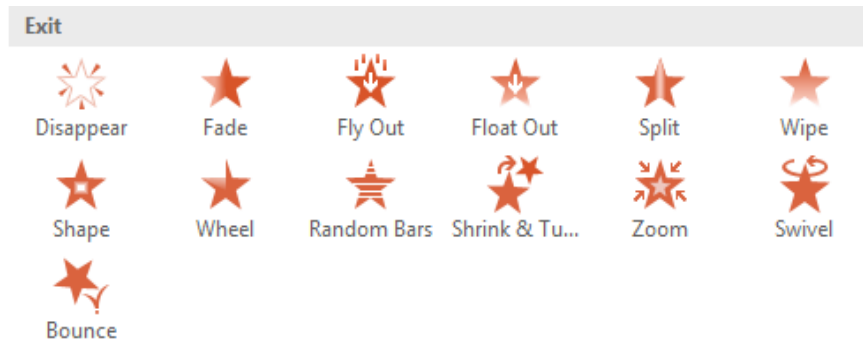 Exit
Disappear Fade Fly Out Float Out Split Wipe
Shape Wheel Random Bars Shrink & Tu... Zoom Swivel
Bounce